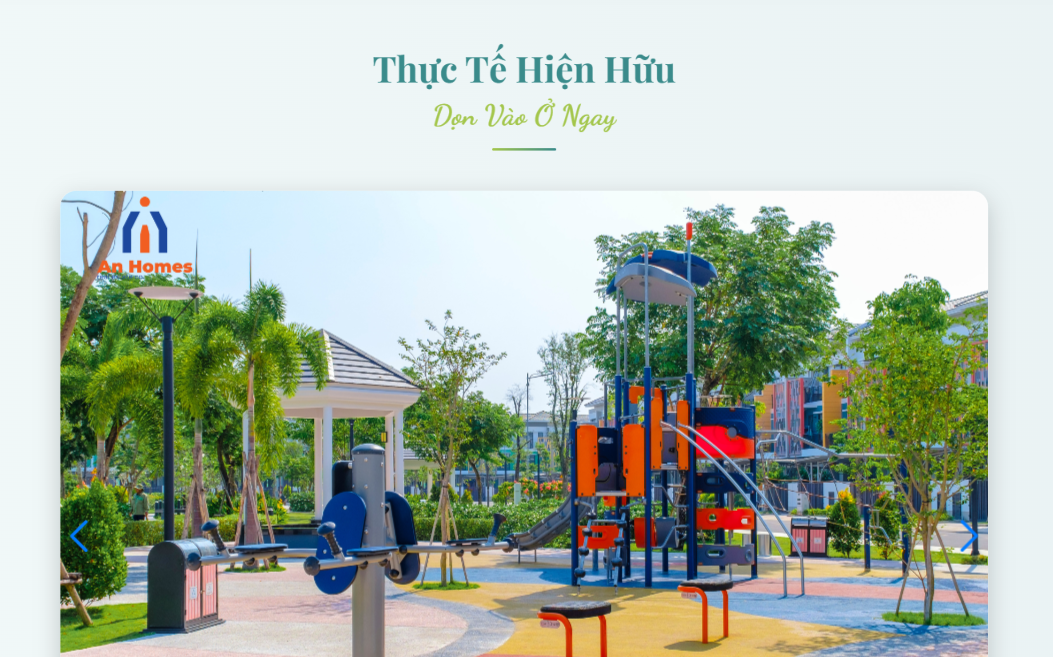 Thực Tế Hiện Hữu
Dọn Vào Ở Ngay
An Homes